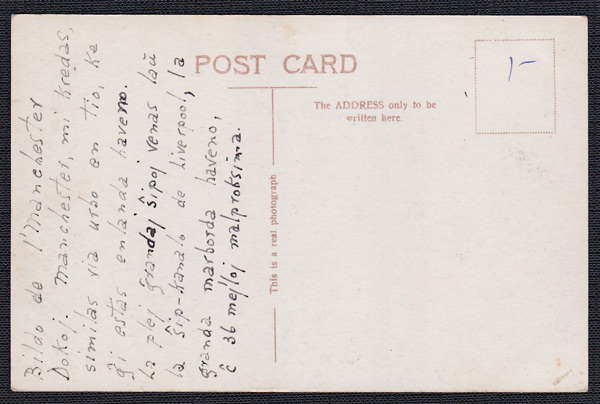 POST CARD
The ADDRESS only to be
written here.
This is a real photograph
1-
Bildo de l'Manchester
Dokoj. Manchester, mi kredas,
similas via urbo en tio, ke
ĝi estas enlanda haveno.
La plej grandaj ŝipoj venas laŭ
la ŝip-kanalo de Liverpool, la
granda marborda haveno,
ĉ 36 mejloj malproksima.